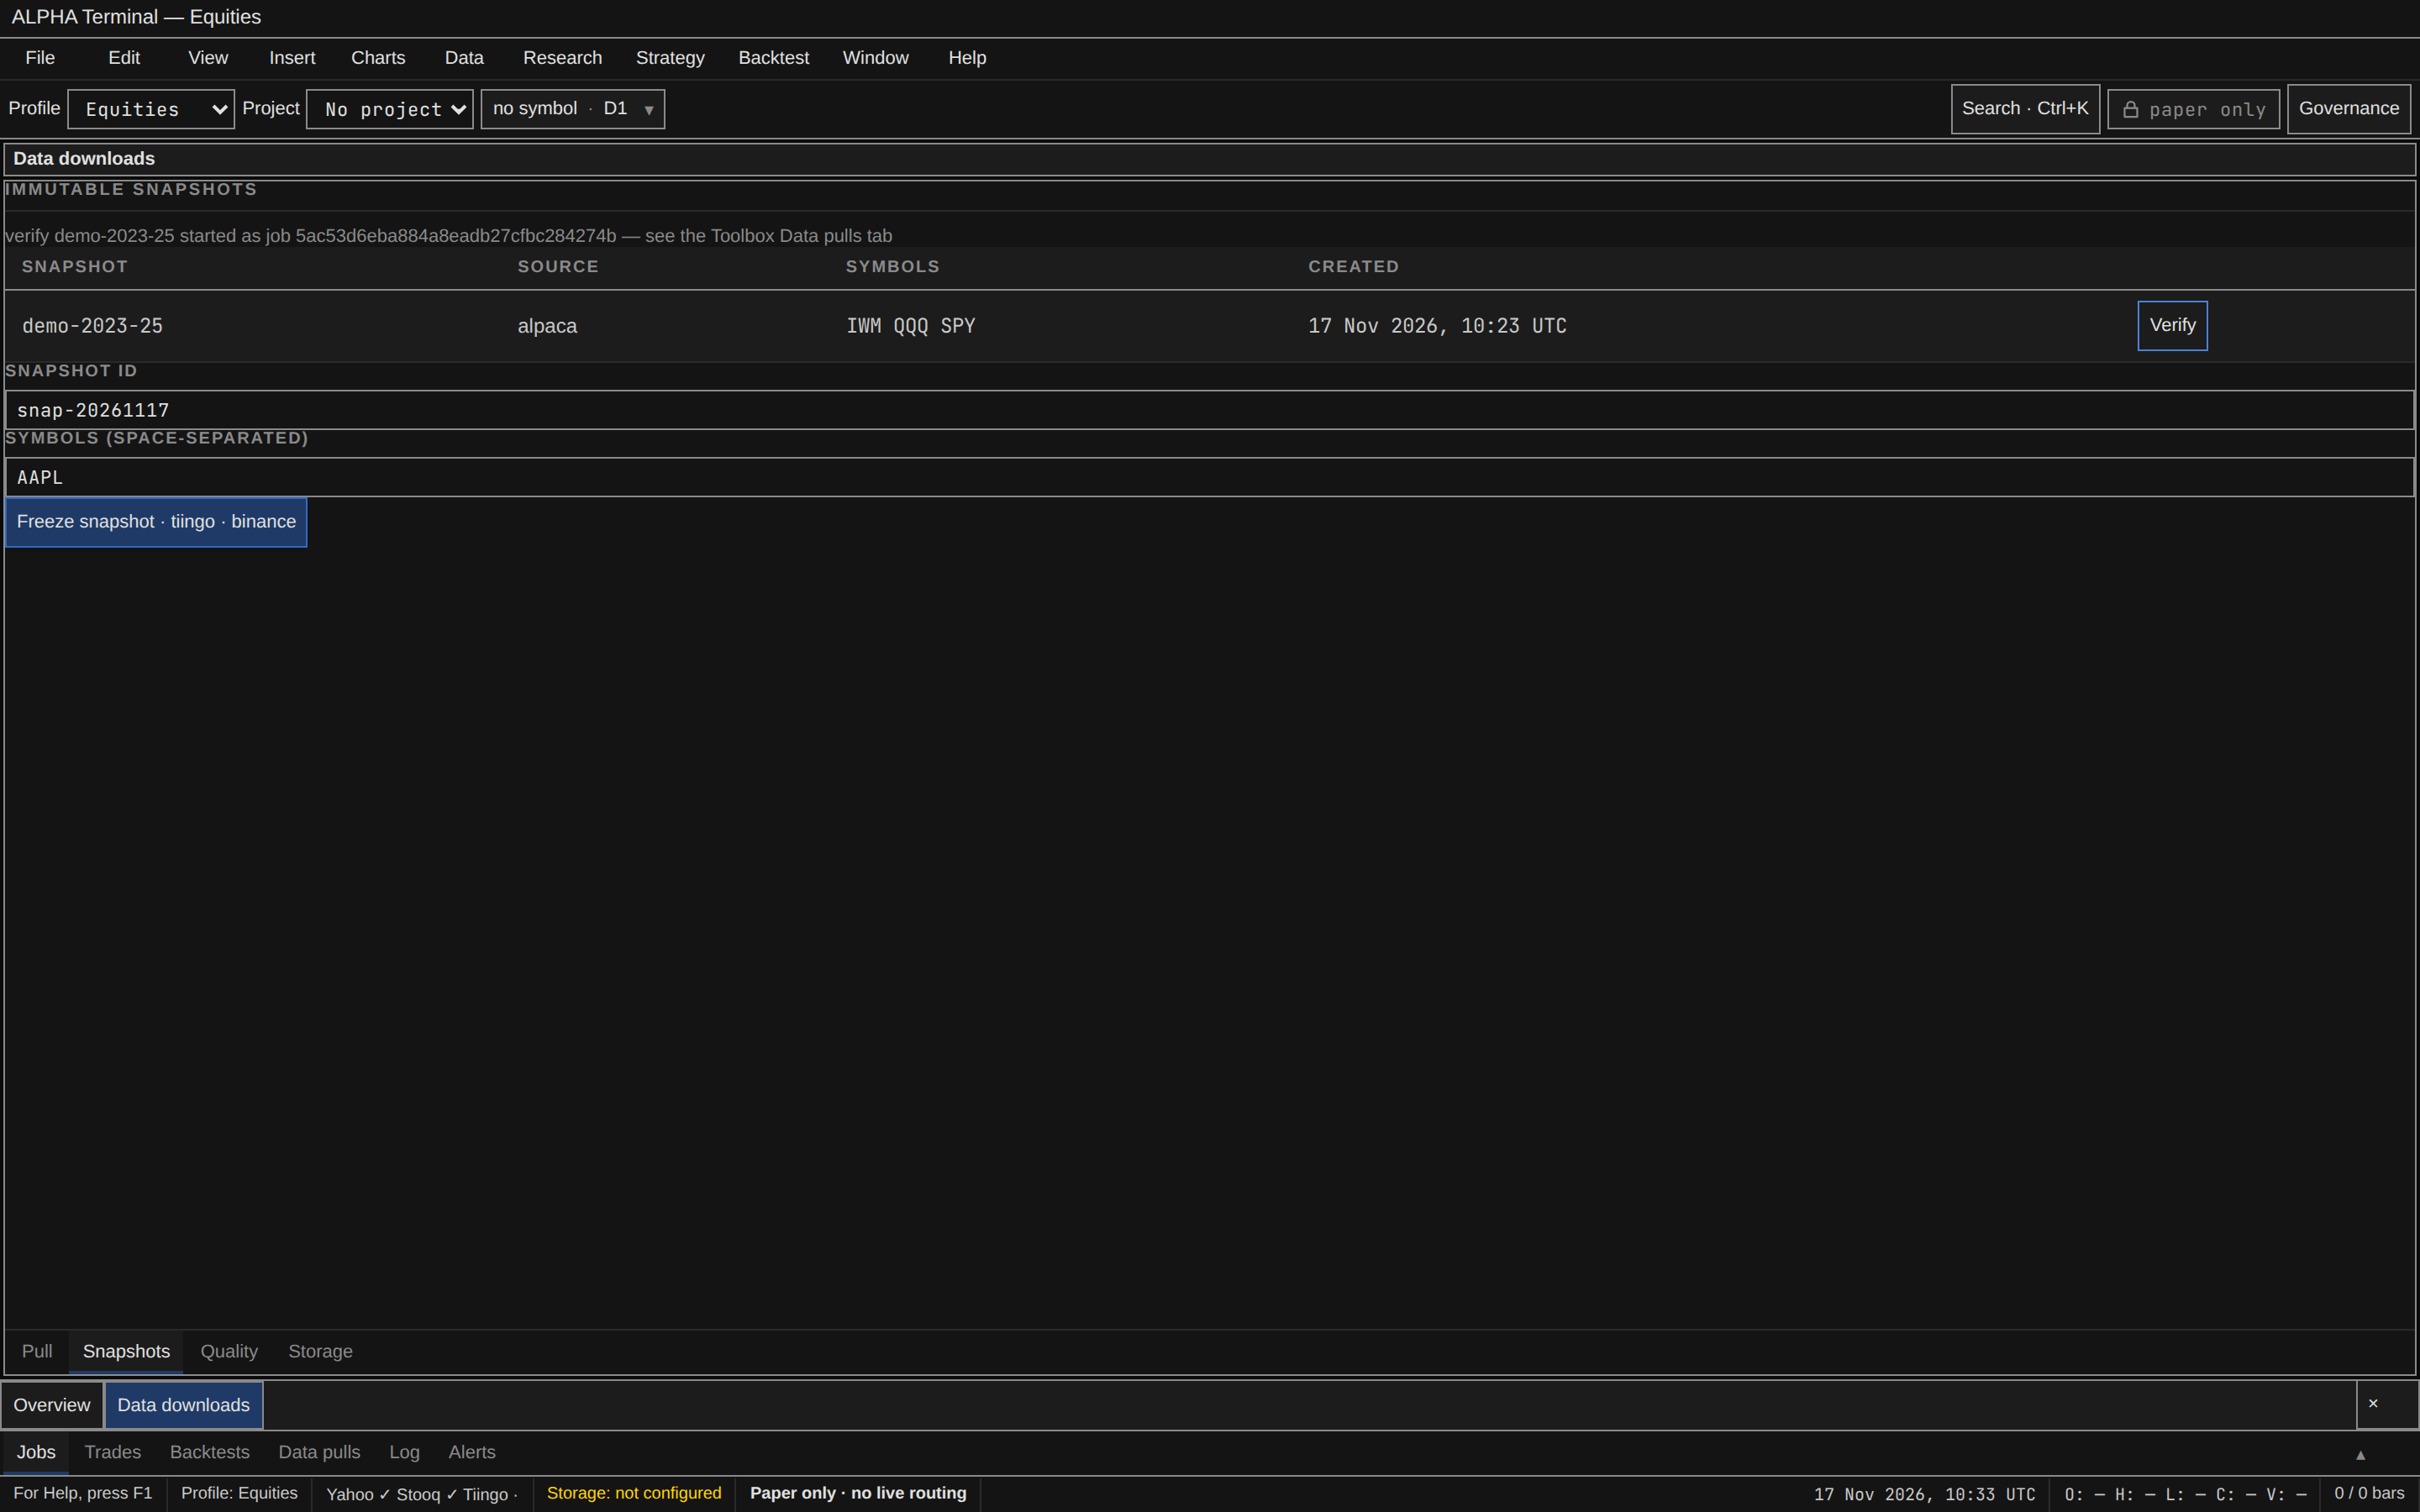 ALPHA Terminal — Equities
File Edit View Insert Charts Data Research Strategy Backtest Window Help
Profile Equities Project No project no symbol · D1 ▾ Search · Ctrl+K paper only Governance
Data downloads
IMMUTABLE SNAPSHOTS
verify demo-2023-25 started as job 5ac53d6eba884a8eadb27cfbc284274b — see the Toolbox Data pulls tab
SNAPSHOT SOURCE SYMBOLS CREATED
demo-2023-25 alpaca IWM QQQ SPY 17 Nov 2026, 10:23 UTC Verify
SNAPSHOT ID
snap-20261117
SYMBOLS (SPACE-SEPARATED)
AAPL
Freeze snapshot · tiingo · binance
Pull Snapshots Quality Storage
Overview Data downloads ×
Jobs Trades Backtests Data pulls Log Alerts ▲
For Help, press F1 Profile: Equities Yahoo ✓ Stooq ✓ Tiingo · Storage: not configured Paper only · no live routing 17 Nov 2026, 10:33 UTC O: — H: — L: — C: — V: — 0 / 0 bars